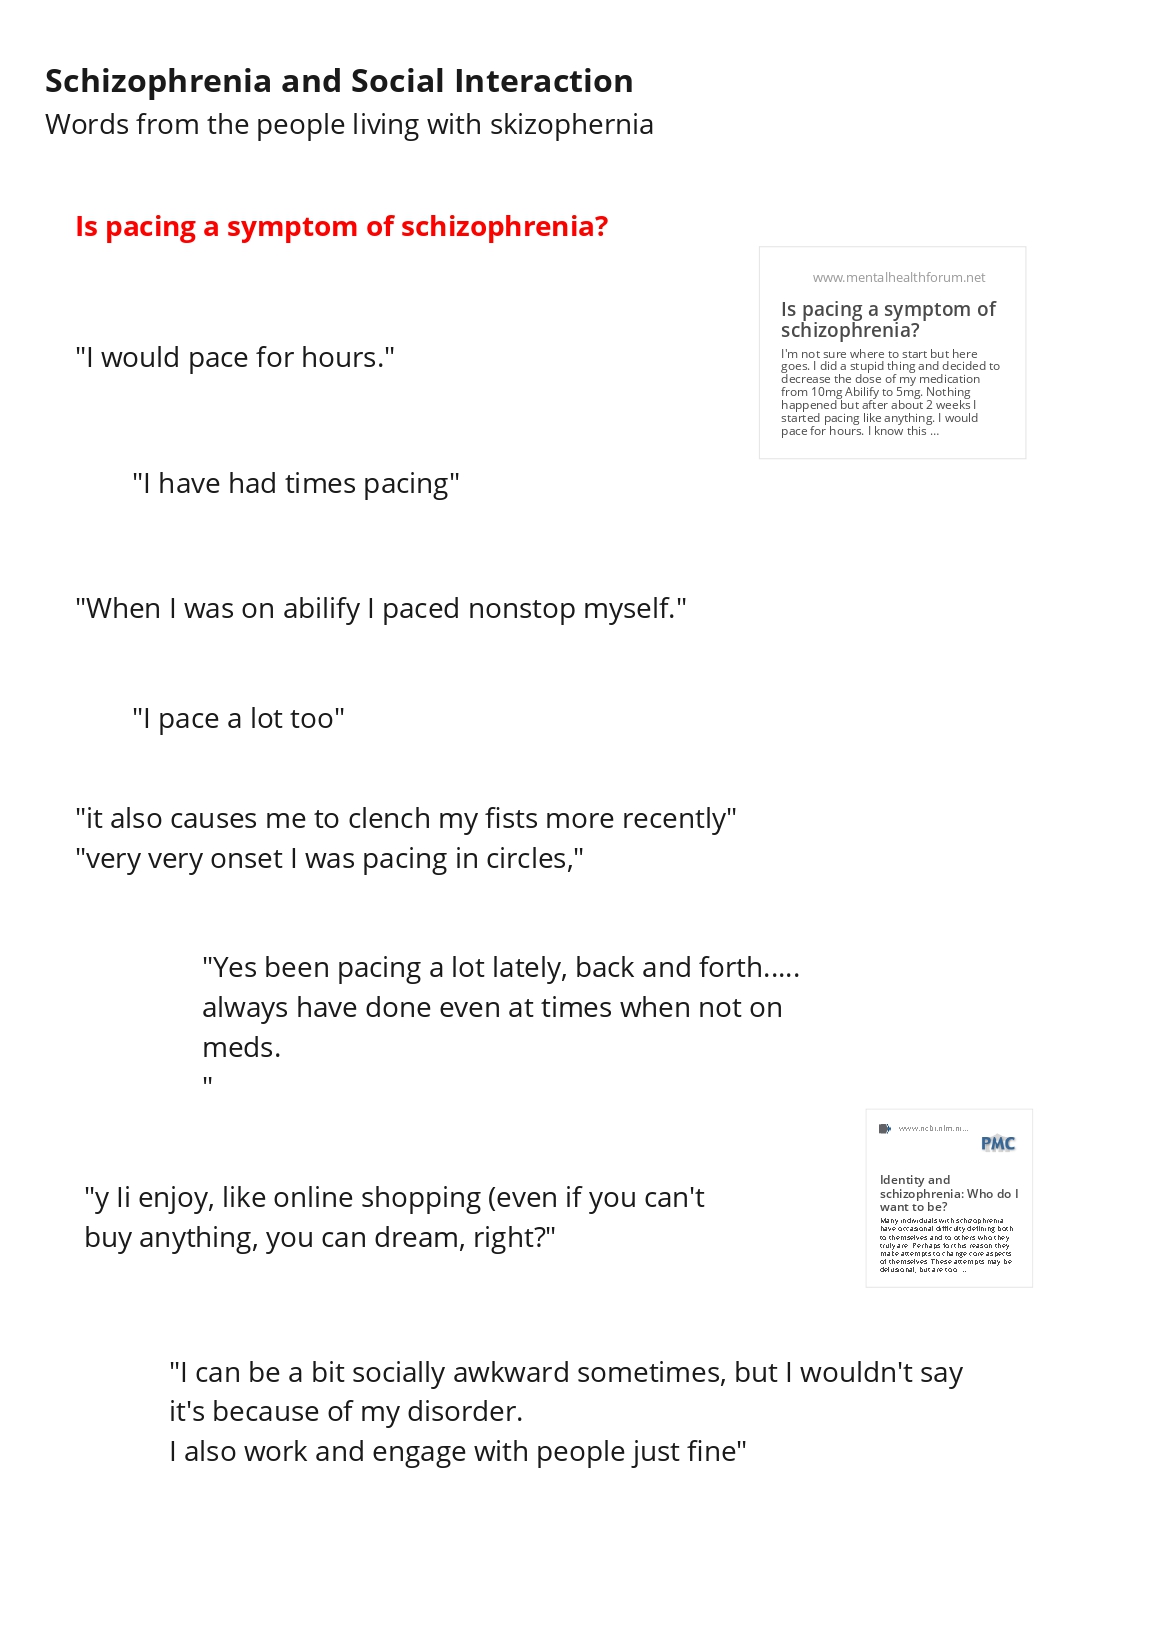 Schizophrenia and Social Interaction
Words from the people living with skizophernia
Is pacing a symptom of schizophrenia?
www.mentalhealthforum.net
Is pacing a symptom of
schizophrenia?
I'm not sure where to start but here
goes. I did a stupid thing and decided to
decrease the dose of my medication
from 10mg Abilify to 5mg. Nothing
happened but after about 2 weeks I
started pacing like anything. I would
pace for hours. I know this ...
"I would pace for hours."
"I have had times pacing"
"When I was on abilify I paced nonstop myself."
"I pace a lot too"
"it also causes me to clench my fists more recently"
"very very onset I was pacing in circles,"
"Yes been pacing a lot lately, back and forth.....
always have done even at times when not on
meds.
"
www.ncbi.nlm.ni...
PMC
Identity and
schizophrenia: Who do I
want to be?
Many individuals with schizophrenia
have occasional difficulty defining both
to themselves and to others who they
truly are. Perhaps for this reason they
make attempts to change core aspects
of themselves. These attempts may be
delusional, but are too ...
"y Ii enjoy, like online shopping (even if you can't
buy anything, you can dream, right?"
"I can be a bit socially awkward sometimes, but I wouldn't say
it's because of my disorder.
I also work and engage with people just fine"